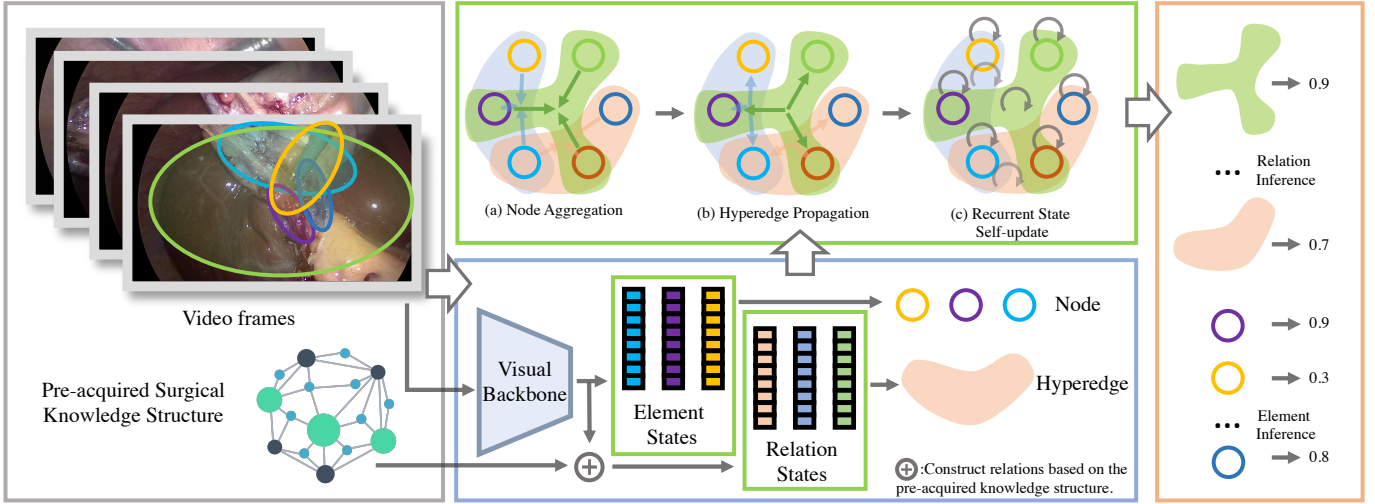 Video frames
Pre-acquired Surgical
Knowledge Structure
(a) Node Aggregation
(b) Hyperedge Propagation
(c) Recurrent State
Self-update
Visual
Backbone
Element
States
Relation
States
Node
Hyperedge
:Construct relations based on the
pre-acquired knowledge structure.
0.9
... Relation
Inference
0.7
0.9
0.3
... Element
Inference
0.8